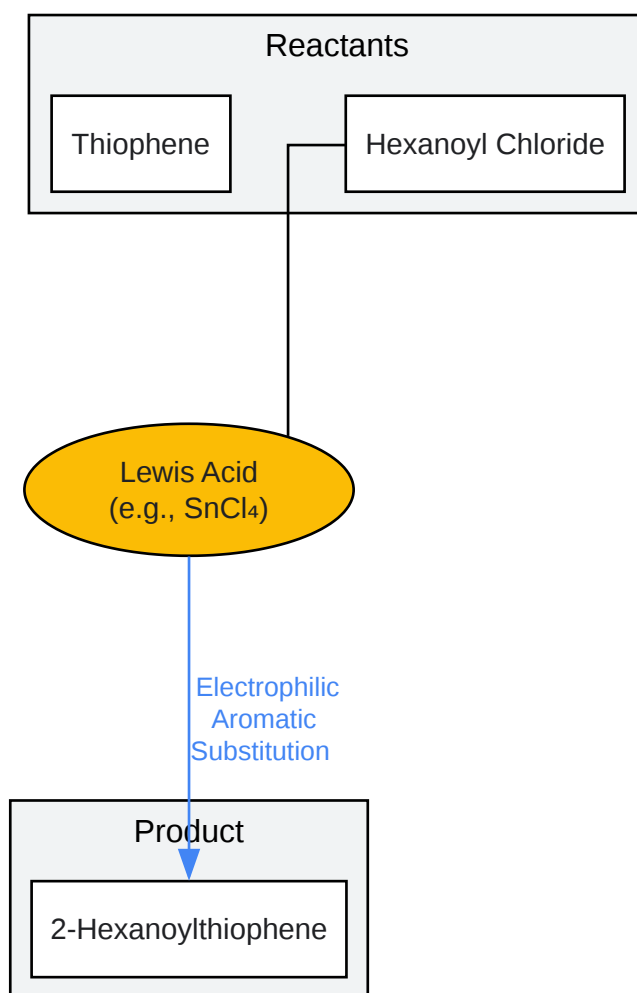 Reactants
Thiophene
Hexanoyl Chloride
Lewis Acid
(e.g., SnCl₄)
Electrophilic
Aromatic
Substitution
Product
2-Hexanoylthiophene